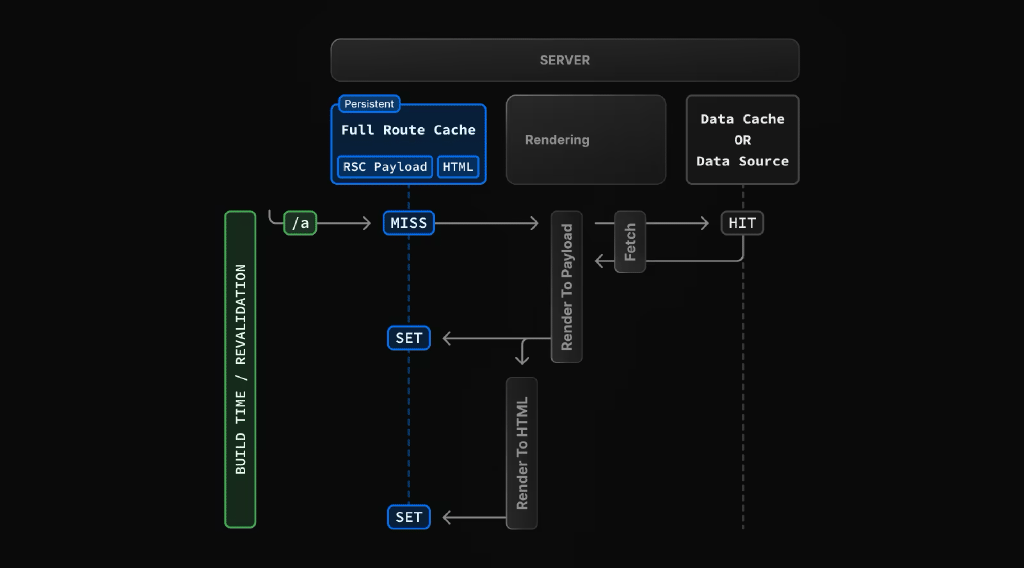 SERVER
Persistent
Full Route Cache
RSC Payload
HTML
Rendering
Data Cache
OR
Data Source
/a
MISS
HIT
Fetch
Render To Payload
BUILD TIME / REVALIDATION
SET
Render To HTML
SET